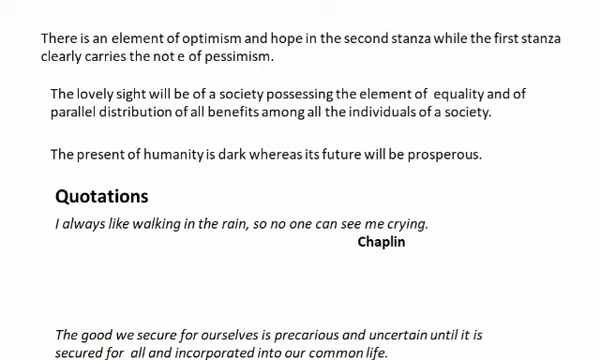 There is an element of optimism and hope in the second stanza while the first stanza
clearly carries the not e of pessimism.
The lovely sight will be of a society possessing the element of equality and of
parallel distribution of all benefits among all the individuals of a society.
The present of humanity is dark whereas its future will be prosperous.
Quotations
I always like walking in the rain, so no one can see me crying.
Chaplin
The good we secure for ourselves is precarious and uncertain until it is
secured for all and incorporated into our common life.